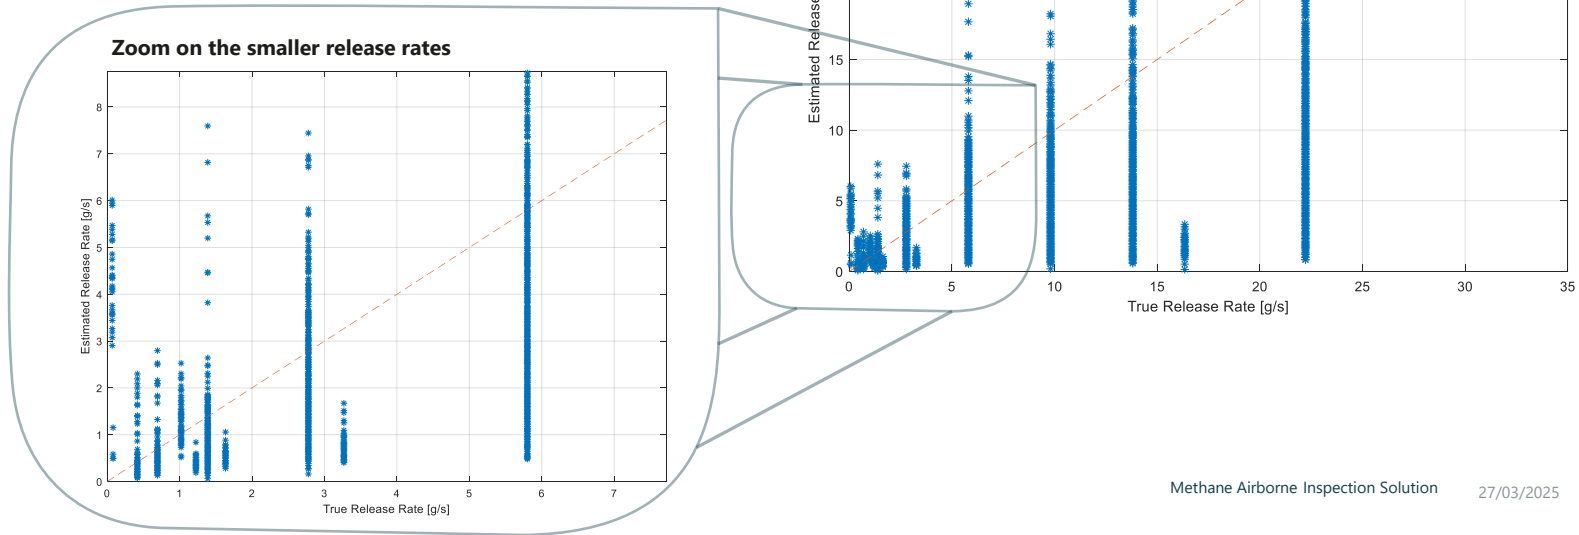 Zoom on the smaller release rates
Estimated Release Rate [g/s]
8
7
6
5
4
3
2
1
0
0 1 2 3 4 5 6 7
True Release Rate [g/s]
Estimated Release
15
10
5
0
0 5 10 15 20 25 30 35
True Release Rate [g/s]
Methane Airborne Inspection Solution
27/03/2025